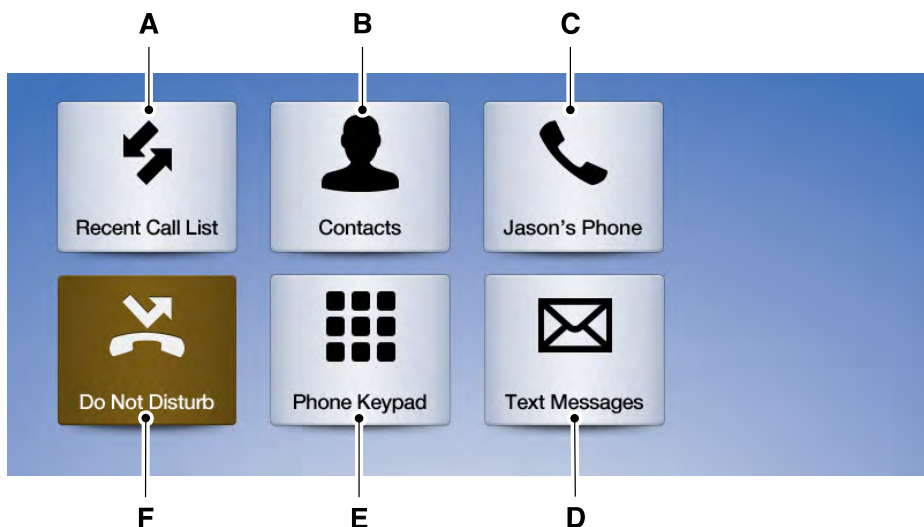 A B C
Recent Call List Contacts Jason's Phone
Do Not Disturb Phone Keypad Text Messages
F E D